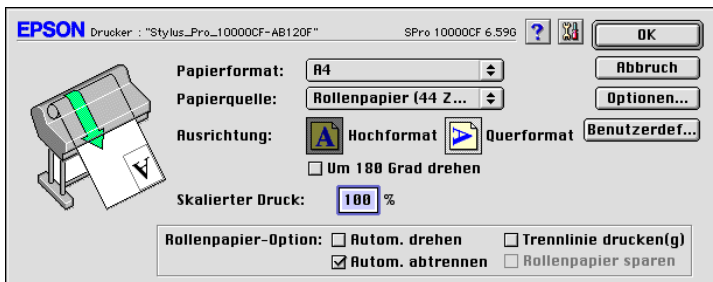 EPSON Drucker : "Stylus_Pro_10000CF-AB120F" SPro 10000CF 6.59G ? OK
Papierformat: A4 Abbruch
Papierquelle: Rollenpapier (44 Z... Optionen...
Ausrichtung: A Hochformat A Querformat Benutzerdef...
Um 180 Grad drehen
A
Skalierter Druck: 100 %
Rollenpapier-Option: Autom. drehen Trennlinie drucken(g)
Autom. abtrennen Rollenpapier sparen